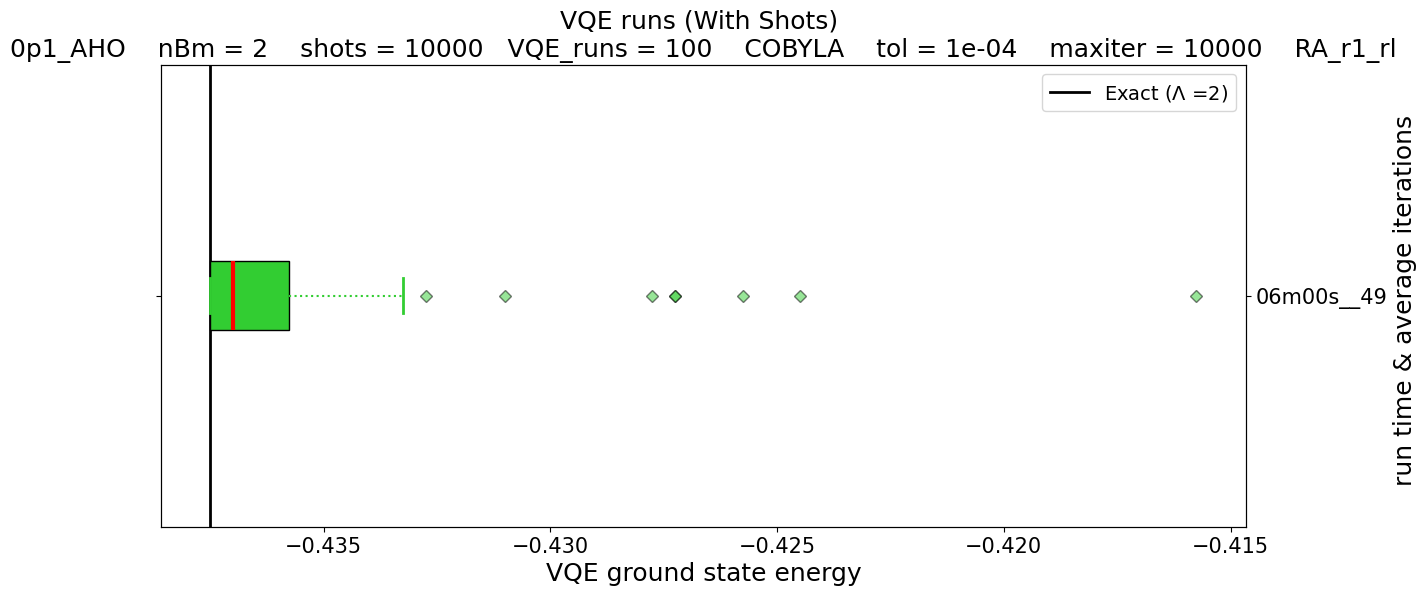 VQE runs (With Shots)
0p1_AHO nBm = 2 shots = 10000 VQE_runs = 100 COBYLA tol = 1e-04 maxiter = 10000 RA_r1_rl
Exact (Λ =2)
06m00s__49
run time & average iterations
−0.435 −0.430 −0.425 −0.420 −0.415
VQE ground state energy